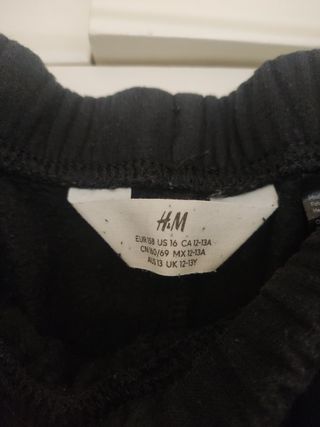 H&M
EUR 158 US 16 CA 12-13A
CN 160/69 MX 12-13A
AUS 13 UK 12-13Y